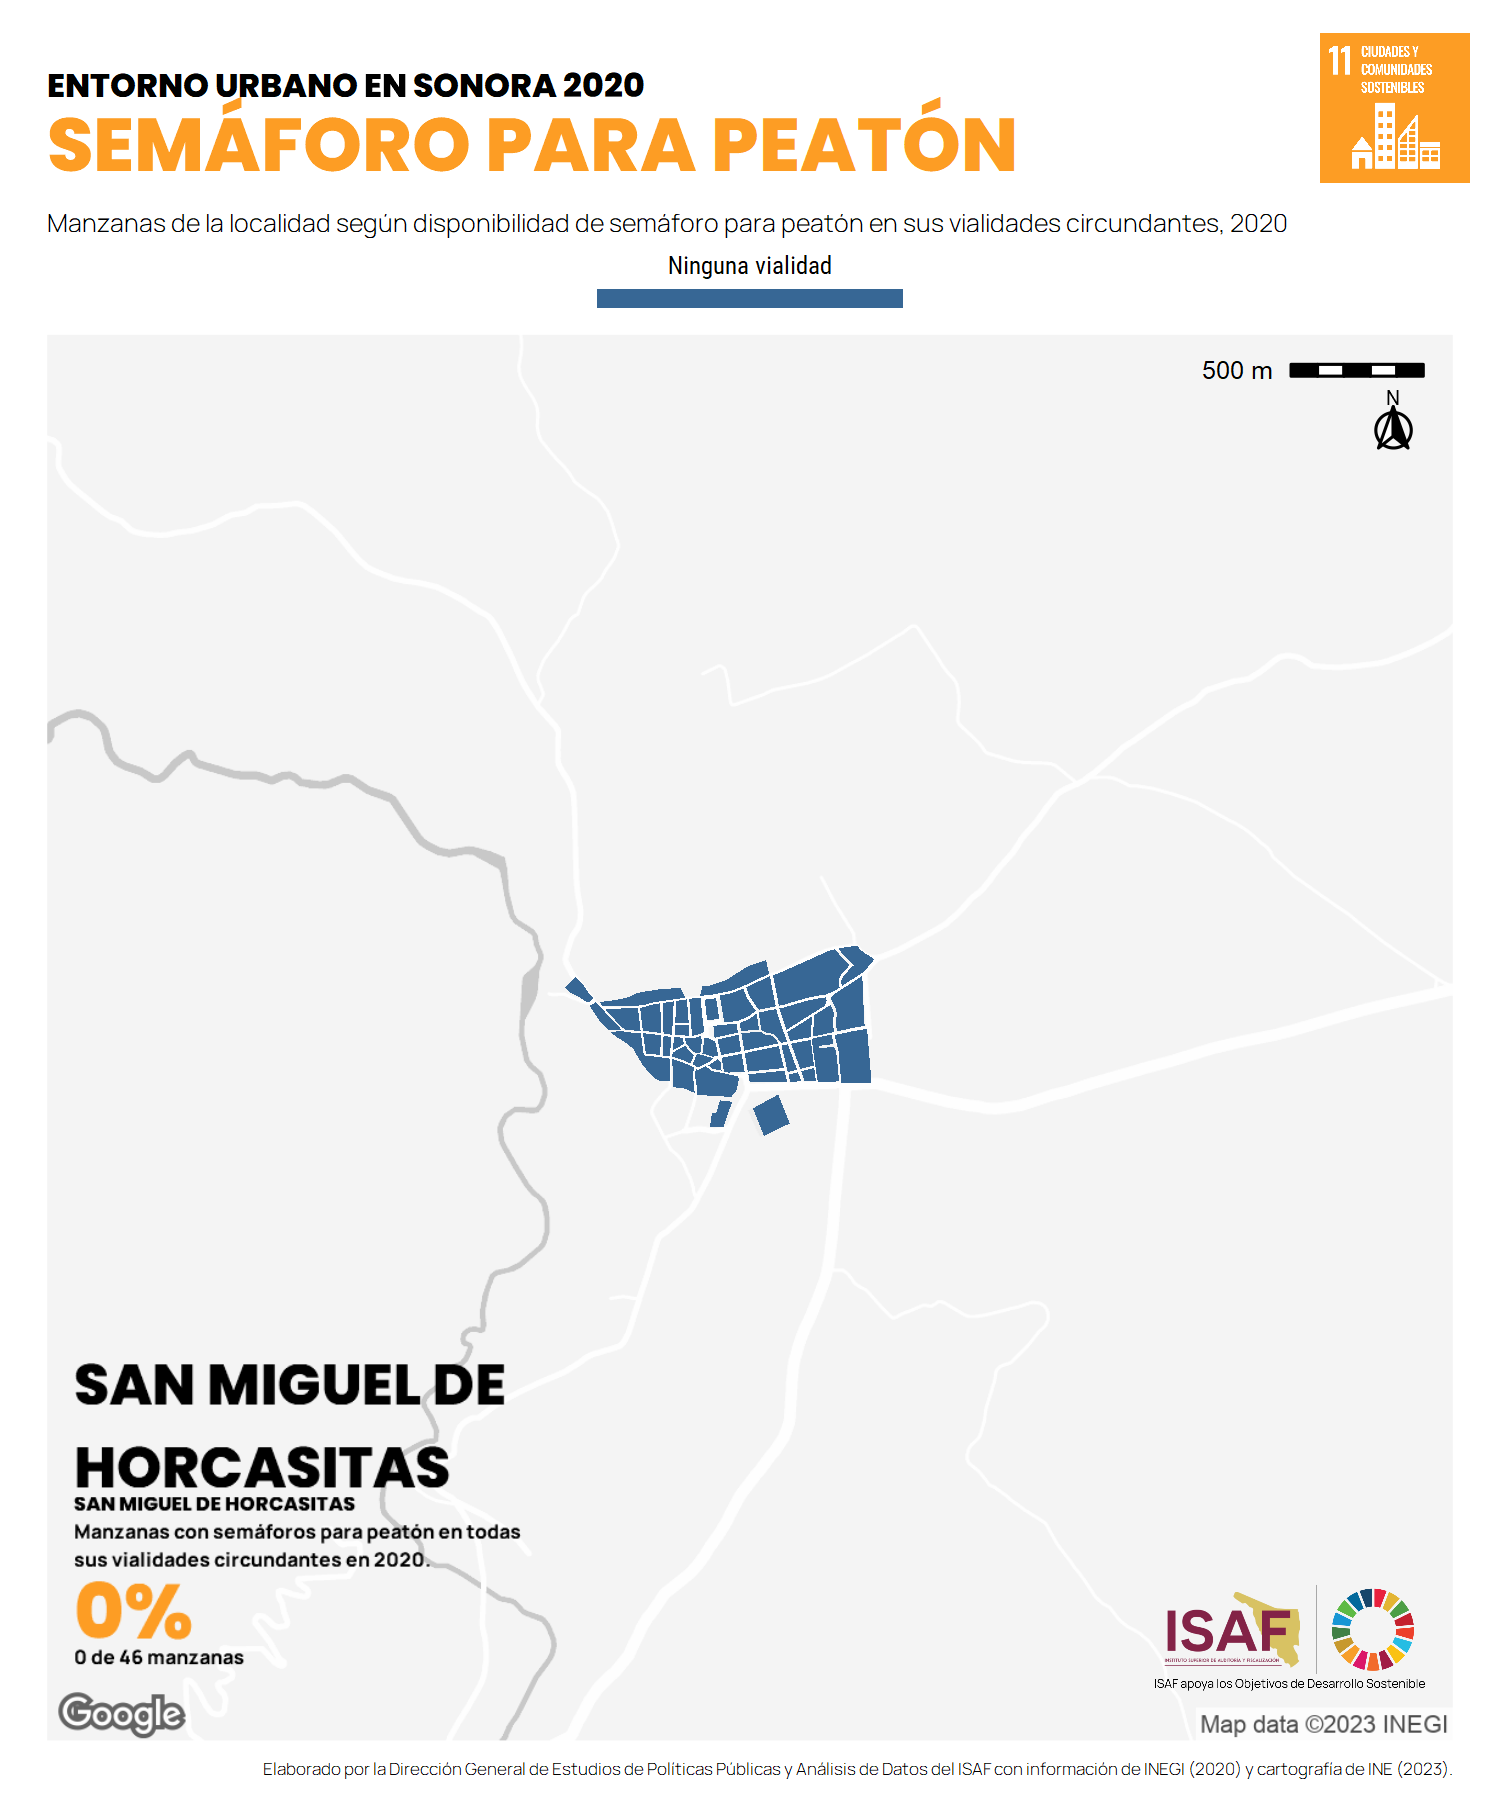 ENTORNO URBANO EN SONORA 2020
SEMÁFORO PARA PEATÓN
11 CIUDADES Y
COMUNIDADES
SOSTENIBLES
Manzanas de la localidad según disponibilidad de semáforo para peatón en sus vialidades circundantes, 2020
Ninguna vialidad
500 m
N
SAN MIGUEL DE
HORCASITAS
SAN MIGUEL DE HORCASITAS
Manzanas con semáforos para peatón en todas
sus vialidades circundantes en 2020.
0%
0 de 46 manzanas
Google
ISAF
INSTITUTO SUPERIOR DE AUDITORÍA Y FISCALIZACIÓN
ISAF apoya los Objetivos de Desarrollo Sostenible
Map data ©2023 INEGI
Elaborado por la Dirección General de Estudios de Políticas Públicas y Análisis de Datos del ISAF con información de INEGI (2020) y cartografía de INE (2023).